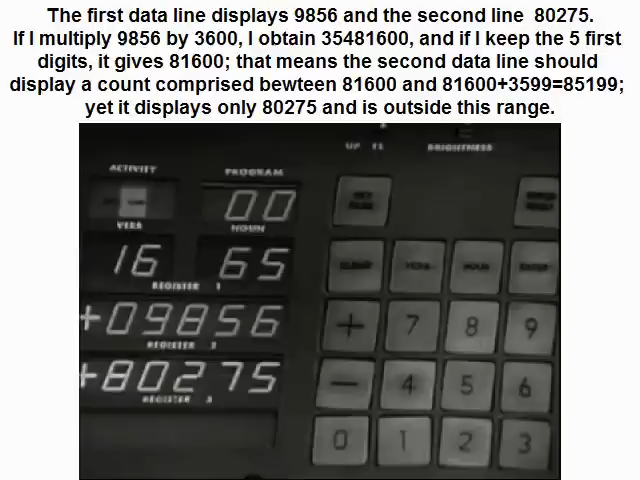 The first data line displays 9856 and the second line 80275.
If I multiply 9856 by 3600, I obtain 35481600, and if I keep the 5 first
digits, it gives 81600; that means the second data line should
display a count comprised bewteen 81600 and 81600+3599=85199;
yet it displays only 80275 and is outside this range.
BRIGHTNESS
ACTIVITY PROGRAM
00
VERB NOUN
16 65
REGISTER 1
+09856 + 7 8 9
REGISTER 2
+80275 - 4 5 6
REGISTER 3
0 1 2 3